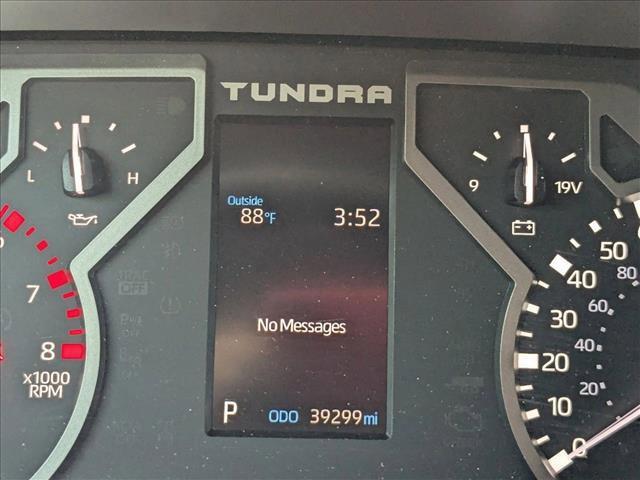 TUNDRA
L H
9 19V
Outside
88°F 3:52
No Messages
P ODO 39299 mi
7
8
x1000
RPM
50
80
40
60
30
40
20
20
10
0
OFF